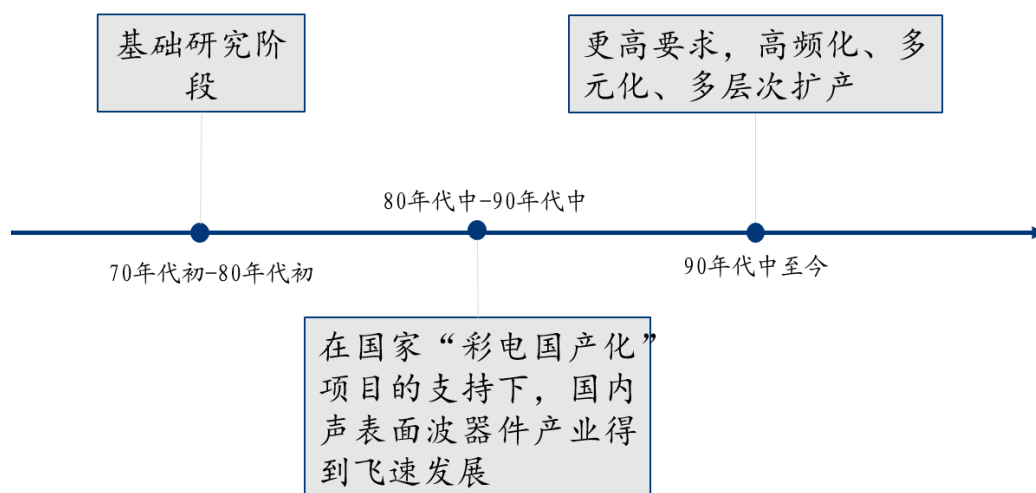 基础研究阶
段
更高要求，高频化、多
元化、多层次扩产
80年代中-90年代中
70年代初-80年代初
90年代中至今
在国家“彩电国产化”
项目的支持下，国内
声表面波器件产业得
到飞速发展